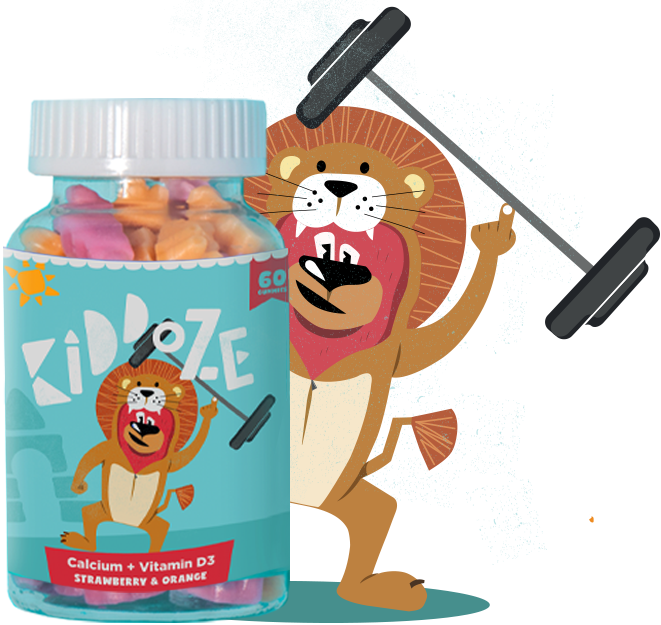 60
GUMMIES
KiDDOZE
Calcium + Vitamin D3
STRAWBERRY & ORANGE